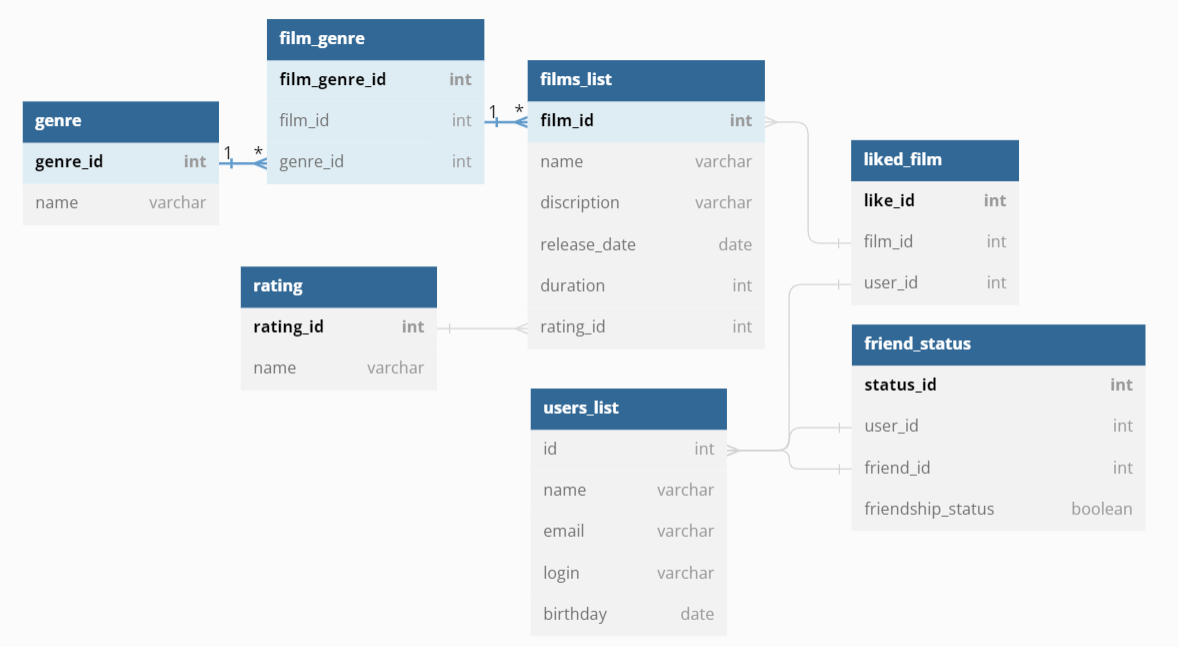 film_genre
film_genre_id int
film_id int
genre_id int
genre
genre_id int
name varchar
1 *
1 *
films_list
film_id int
name varchar
discription varchar
release_date date
duration int
rating_id int
liked_film
like_id int
film_id int
user_id int
rating
rating_id int
name varchar
friend_status
status_id int
user_id int
friend_id int
friendship_status boolean
users_list
id int
name varchar
email varchar
login varchar
birthday date